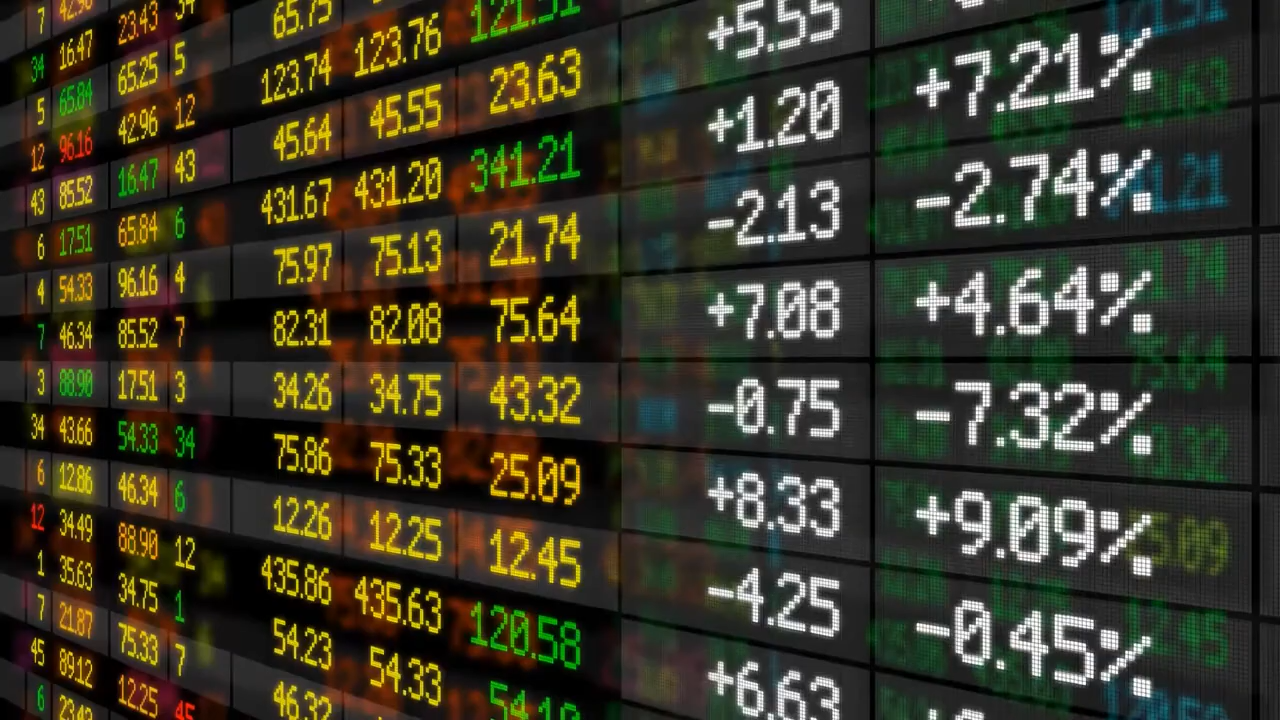 7 42.96
34 16.47 23.43 34
5 65.84 65.25 5 65.75
12 96.16 42.96 12 123.74 123.76 121.51
43 85.52 16.47 43 45.64 45.55 23.63 +5.55
6 17.51 65.84 6 431.67 431.20 341.21 +1.20 +7.21%
4 54.33 96.16 4 75.97 75.13 21.74 -2.13 -2.74%
7 46.34 85.52 7 82.31 82.08 75.64 +7.08 +4.64%
3 88.90 17.51 3 34.26 34.75 43.32 -0.75 -7.32%
34 43.66 54.33 34 75.86 75.33 25.09 +8.33 +9.09%
6 12.86 46.34 6 12.26 12.25 12.45 -4.25 -0.45%
12 34.49 88.90 12 435.86 435.63 120.58 +6.63
1 35.63 34.75 1 54.23 54.33 54.19
7 21.87 75.33 7 46.32
45 89.12 12.25 45
6